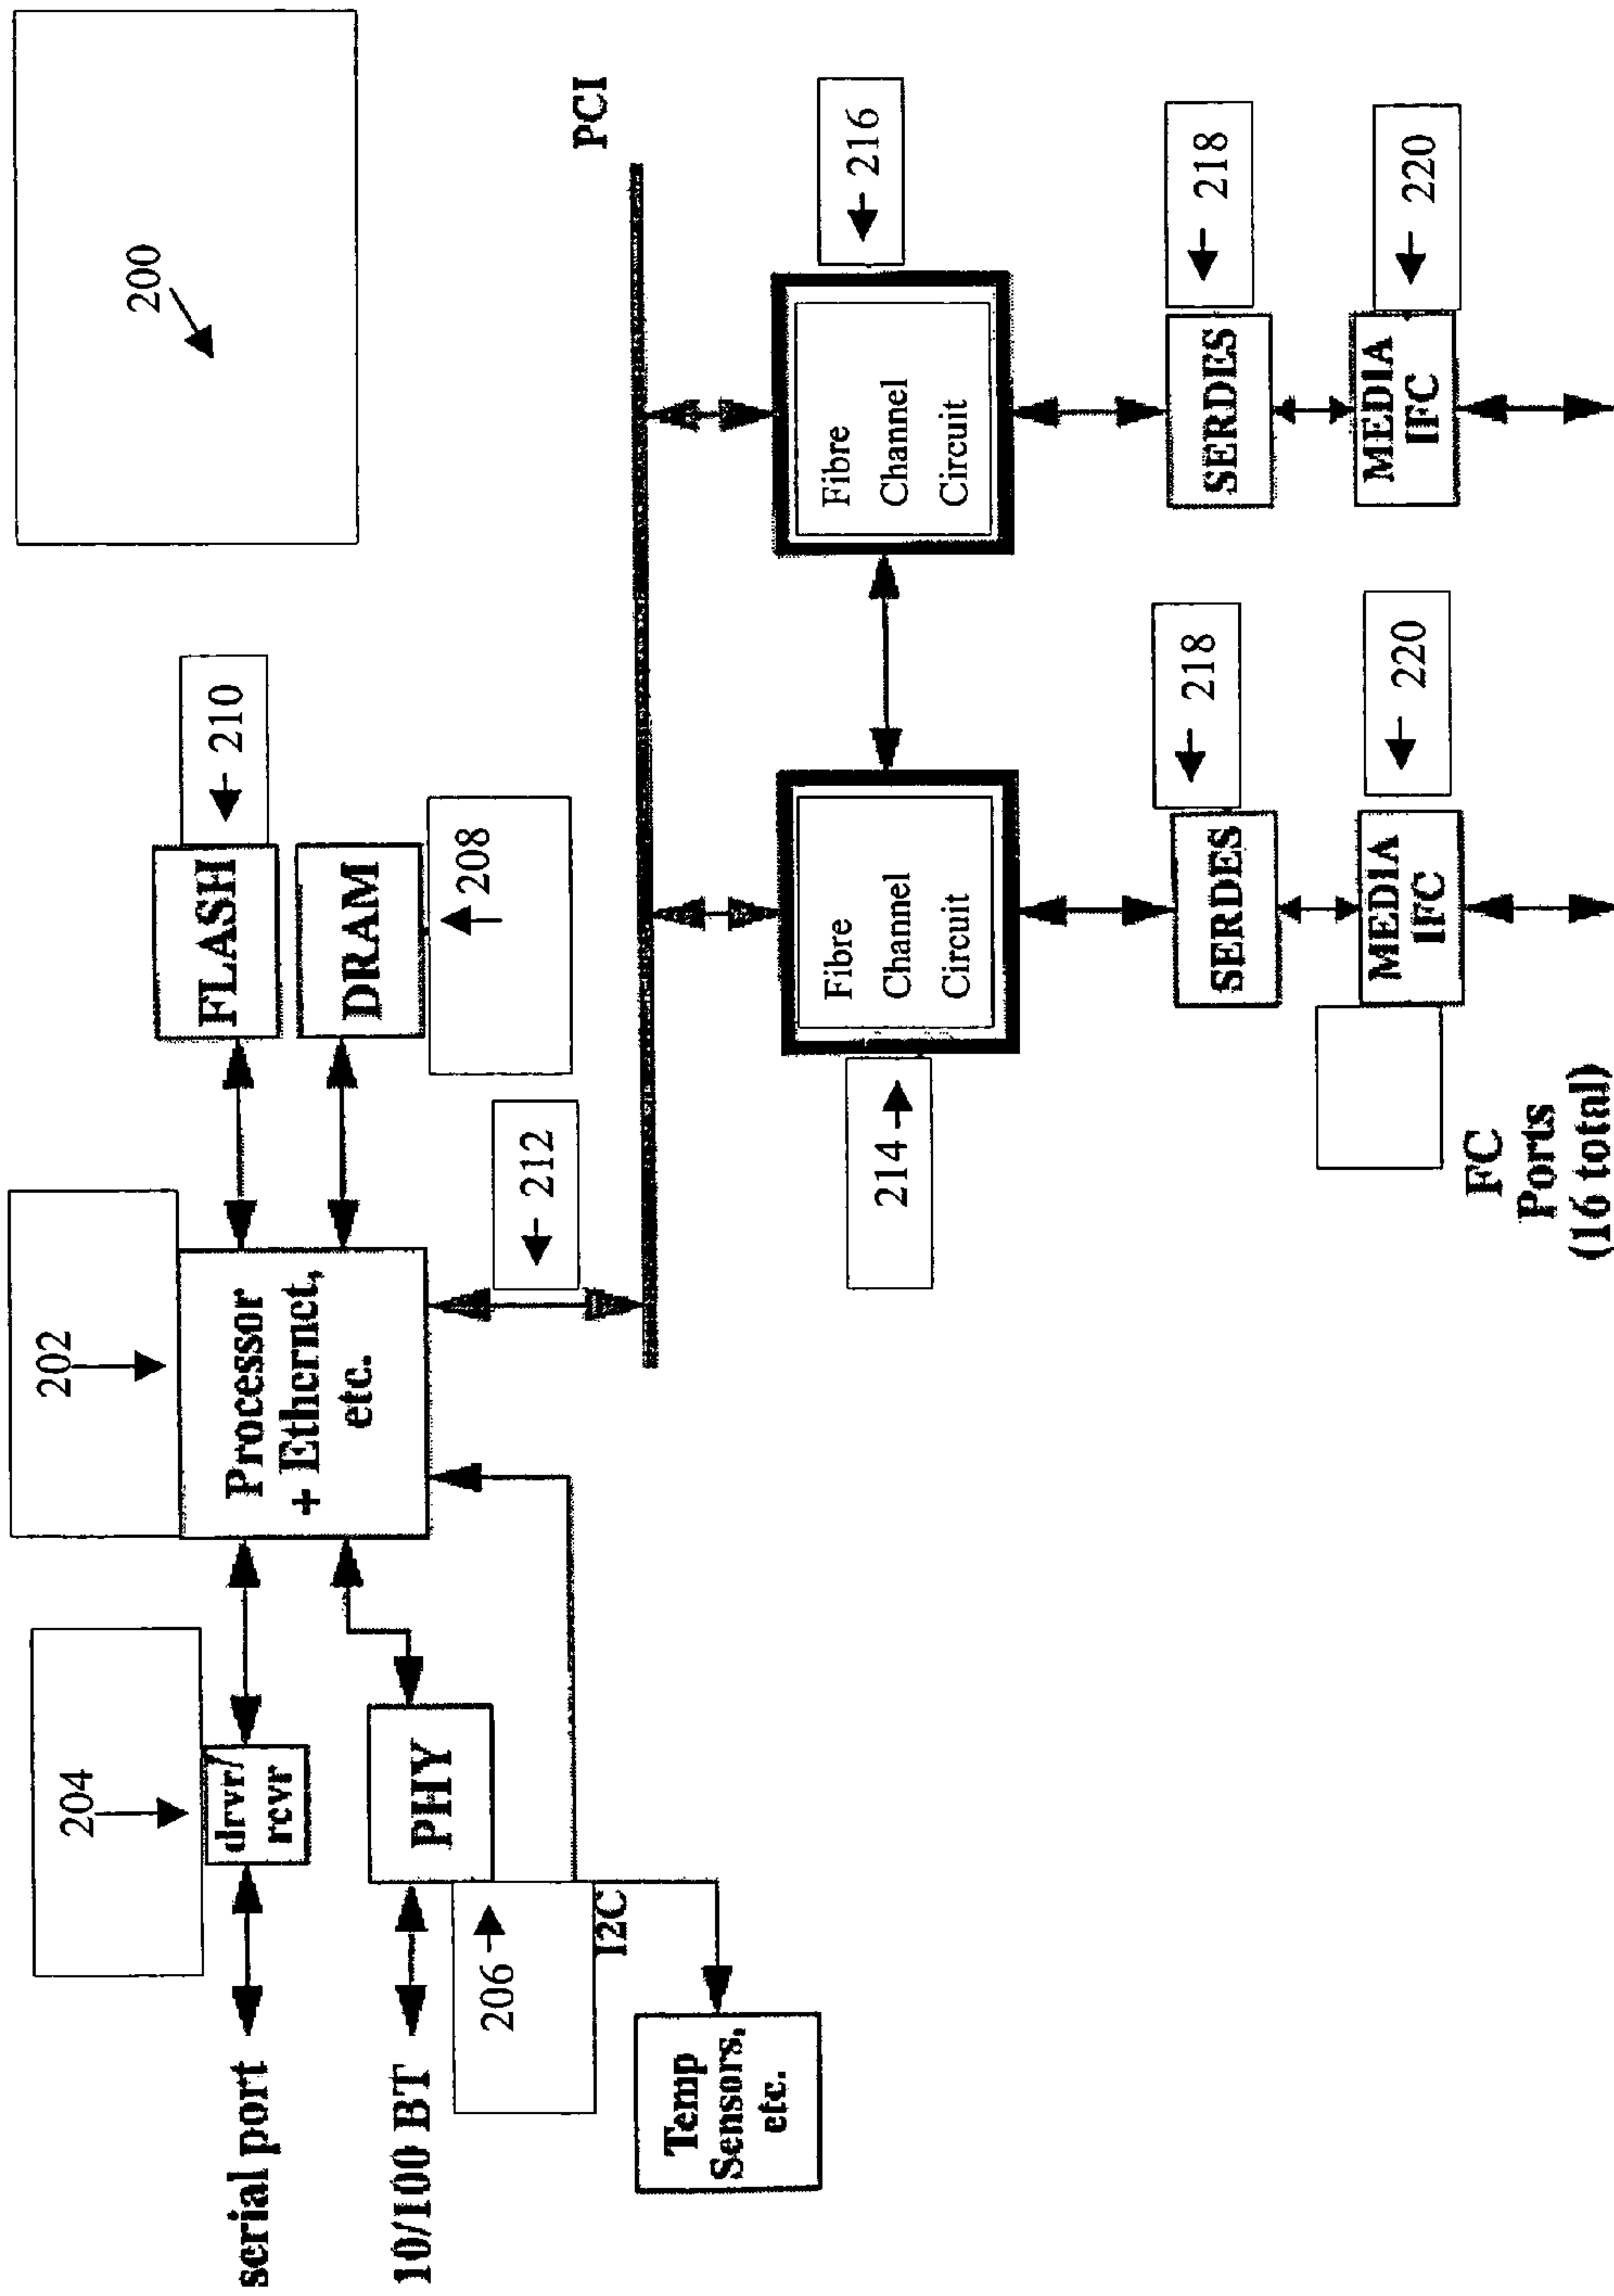 200
202
204
210
serial port
drvr/
rcvr
Processor
+ Ethernet,
etc.
FLASH
DRAM
208
10/100 BT
PHY
206
212
I2C
PCI
Temp
Sensors,
etc.
214
Fibre
Channel
Circuit
Fibre
Channel
Circuit
216
SERDES
218
SERDES
218
MEDIA
IFC
220
MEDIA
IFC
220
FC
Ports
(16 total)